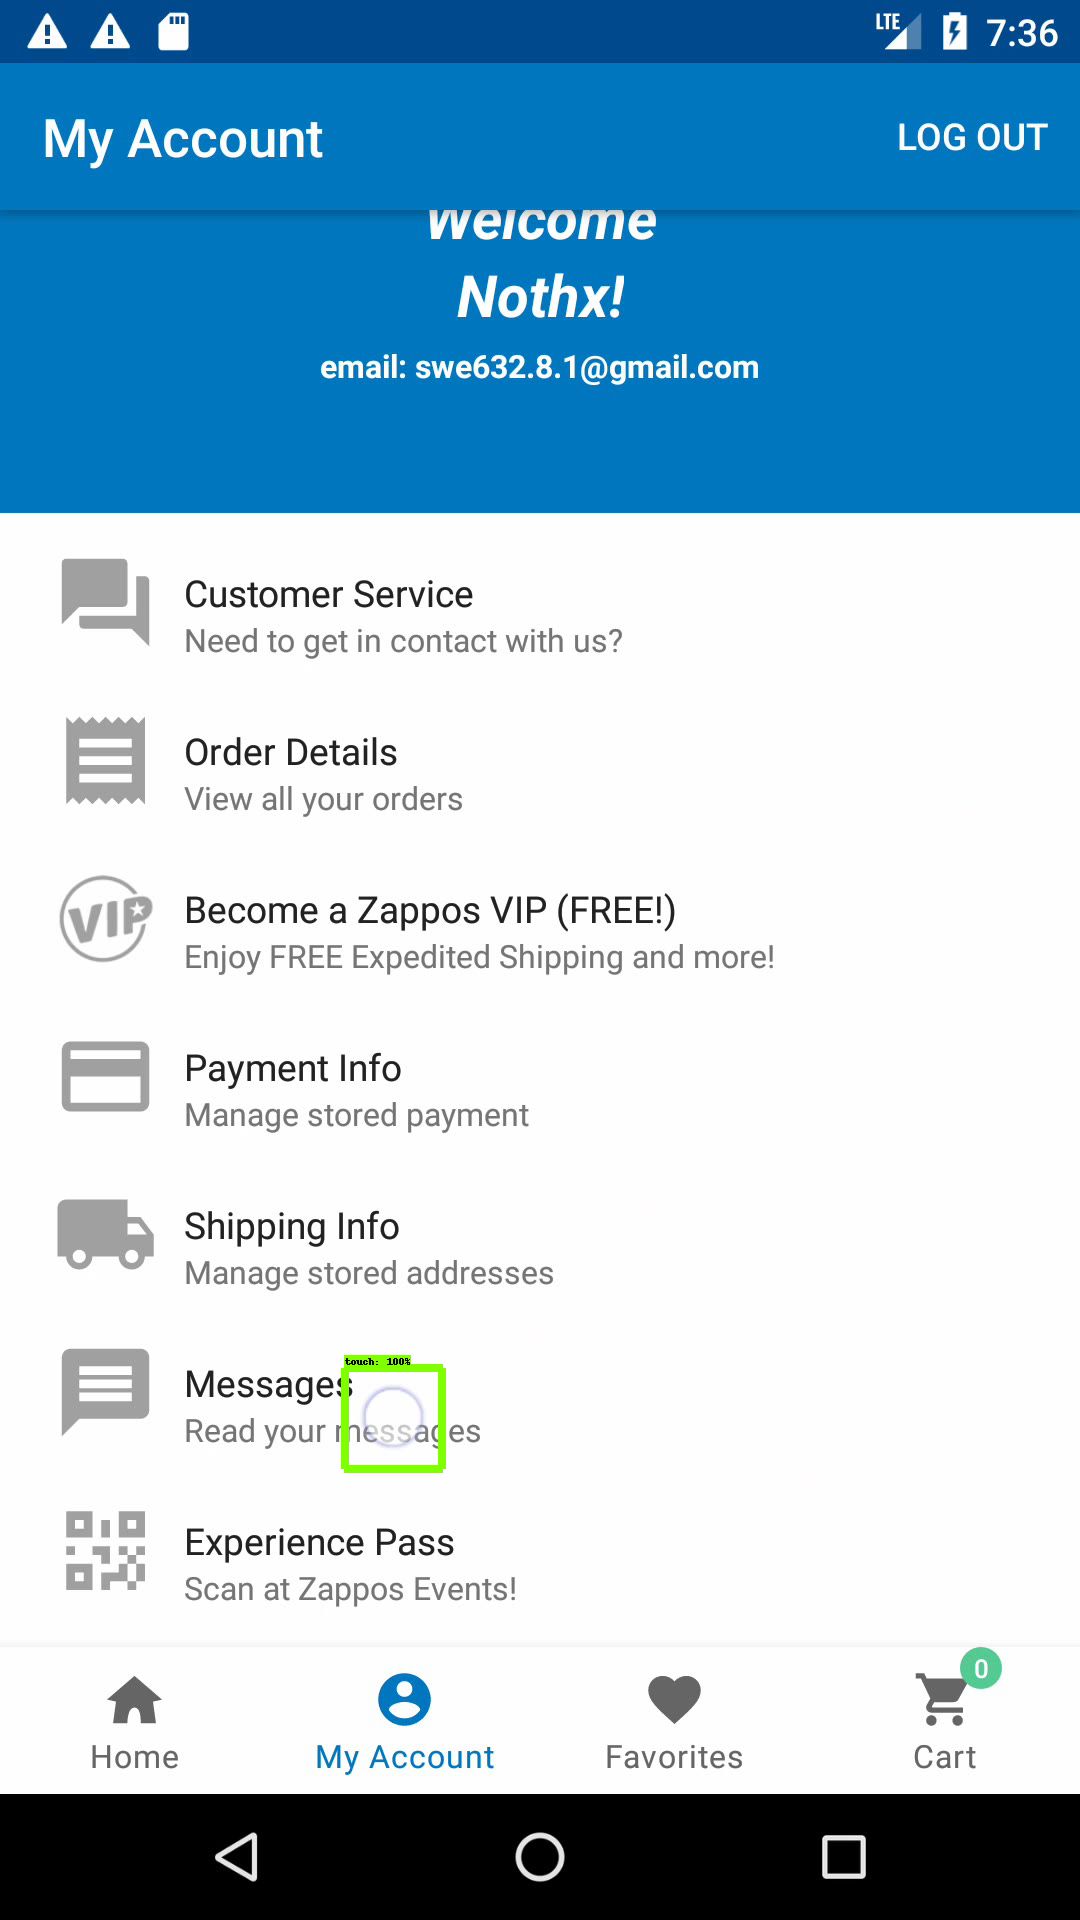 LTE 7:36
My Account LOG OUT
Welcome
Nothx!
email: swe632.8.1@gmail.com
Customer Service
Need to get in contact with us?
Order Details
View all your orders
VIP
Become a Zappos VIP (FREE!)
Enjoy FREE Expedited Shipping and more!
Payment Info
Manage stored payment
Shipping Info
Manage stored addresses
touch: 100%
Messages
Read your messages
Experience Pass
Scan at Zappos Events!
0
Home My Account Favorites Cart